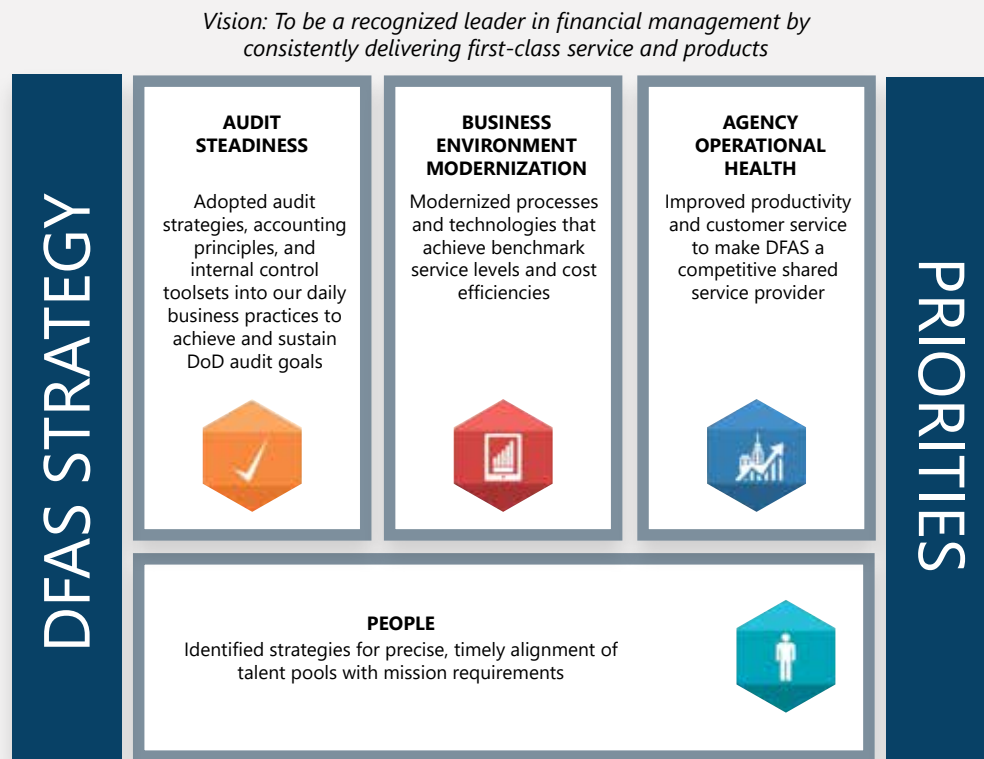 Vision: To be a recognized leader in financial management by
consistently delivering first-class service and products
DFAS STRATEGY
AUDIT
STEADINESS
Adopted audit
strategies, accounting
principles, and
internal control
toolsets into our daily
business practices to
achieve and sustain
DoD audit goals
BUSINESS
ENVIRONMENT
MODERNIZATION
Modernized processes
and technologies that
achieve benchmark
service levels and cost
efficiencies
AGENCY
OPERATIONAL
HEALTH
Improved productivity
and customer service
to make DFAS a
competitive shared
service provider
PEOPLE
Identified strategies for precise, timely alignment of
talent pools with mission requirements
PRIORITIES